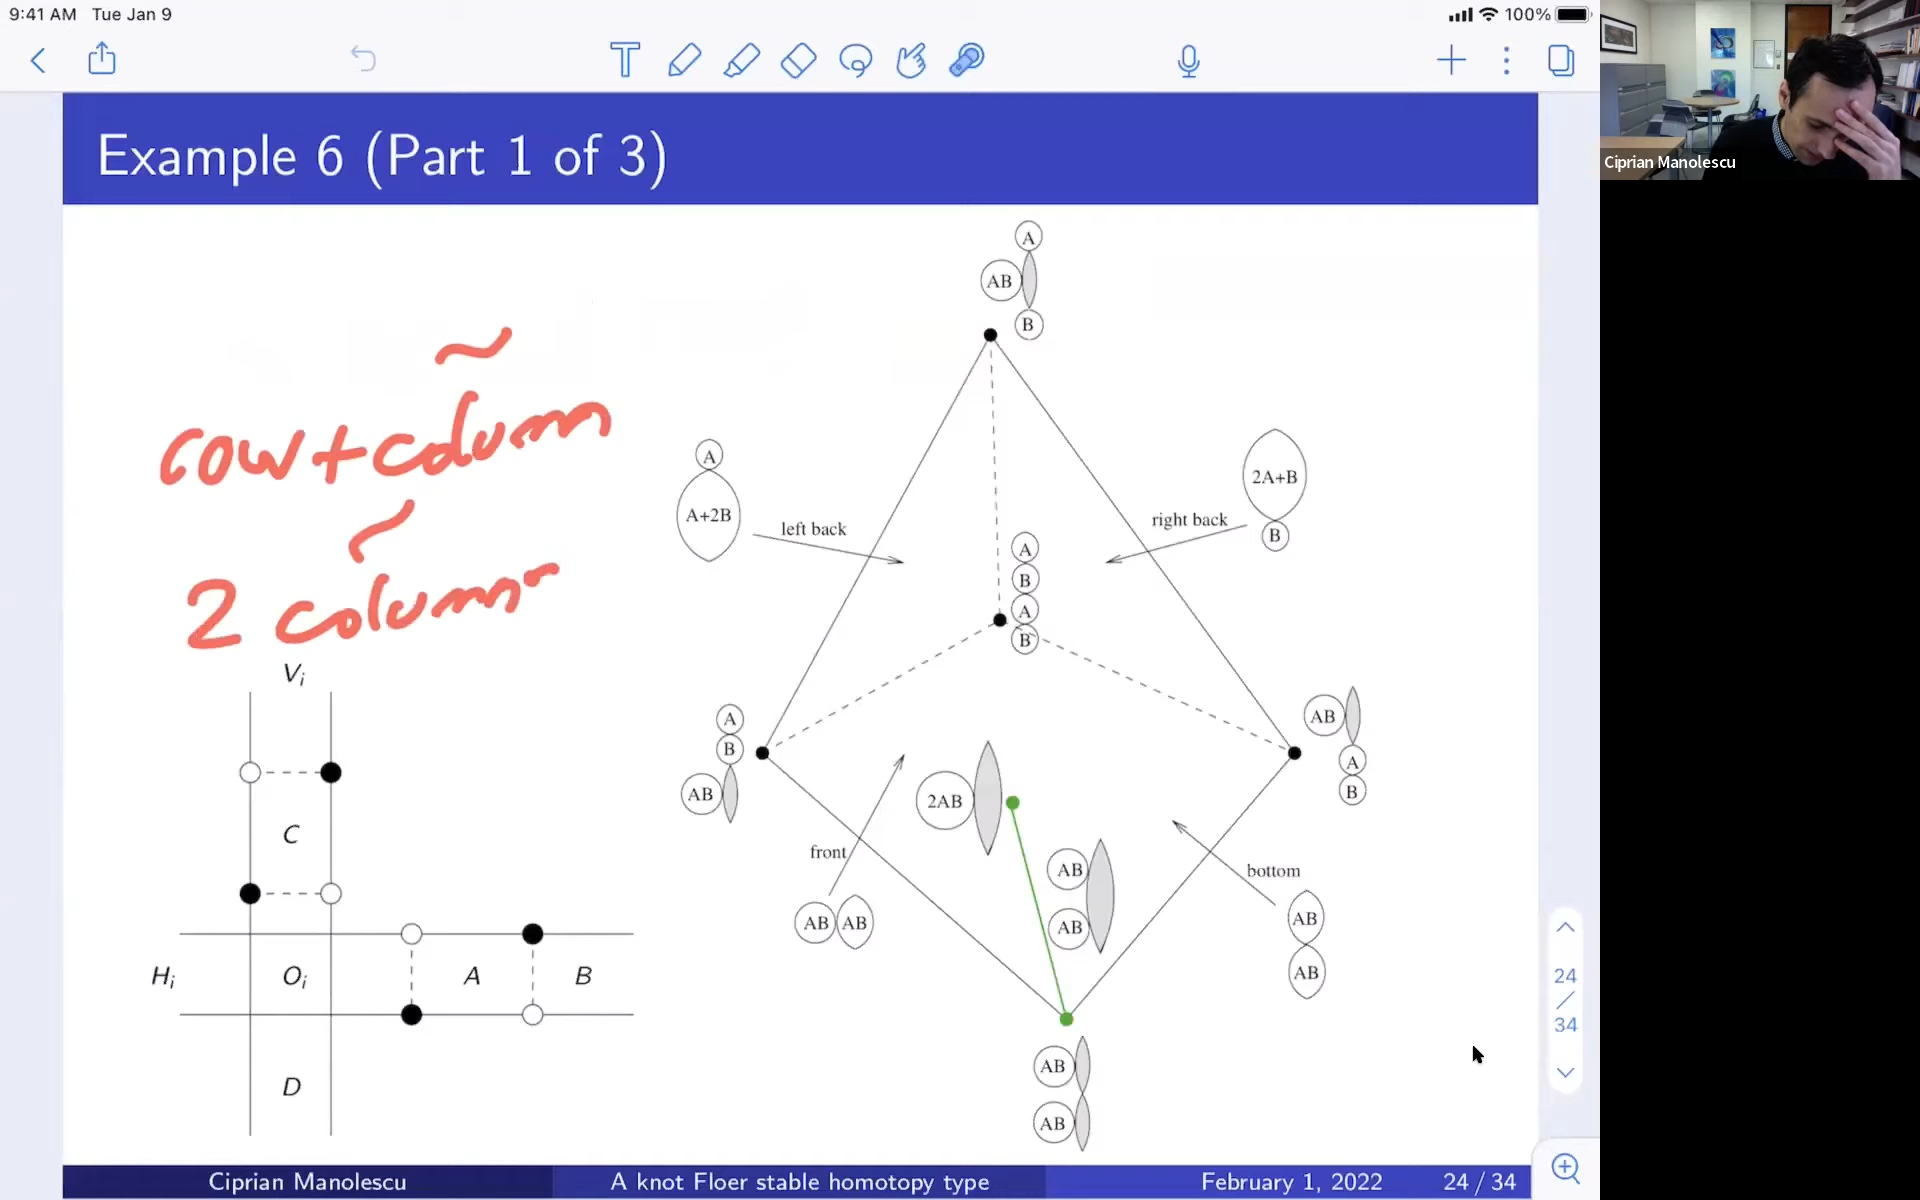 9:41 AM Tue Jan 9
100%
Ciprian Manolescu
Example 6 (Part 1 of 3)
row + column
2 columns
A
AB
B
A
A+2B
left back
right back
2A+B
B
A
B
A
B
A
B
AB
AB
A
B
2AB
AB
AB
front
AB AB
bottom
AB
AB
AB
AB
V_i
C
H_i
O_i
A
B
D
24
34
Ciprian Manolescu
A knot Floer stable homotopy type
February 1, 2022
24 / 34